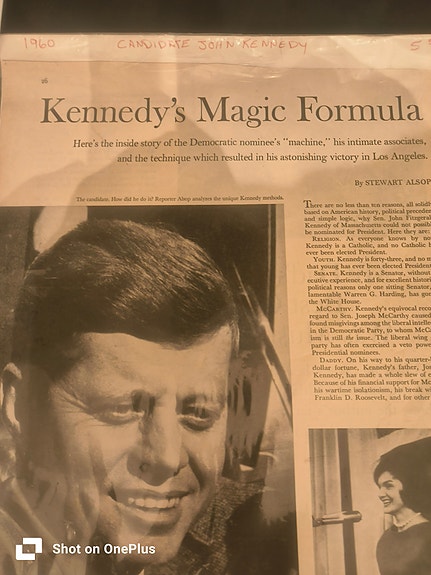 1960 CANDIDATE JOHN KENNEDY 5
26
Kennedy's Magic Formula
Here's the inside story of the Democratic nominee's "machine," his intimate associates,
and the technique which resulted in his astonishing victory in Los Angeles.
By STEWART ALSOP
The candidate. How did he do it? Reporter Alsop analyzes the unique Kennedy methods.
There are no less than ten reasons, all solidl
based on American history, political preceden
and simple logic, why Sen. John Fitzgeral
Kennedy of Massachusetts could not possibl
be nominated for President. Here they are:
RELIGION. As everyone knows by no
Kennedy is a Catholic, and no Catholic h
ever been elected President.
YOUTH. Kennedy is forty-three, and no m
that young has ever been elected President
SENATE. Kennedy is a Senator, without
ecutive experience, and for excellent histori
political reasons only one sitting Senator,
lamentable Warren G. Harding, has go
the White House.
MCCARTHY. Kennedy's equivocal reco
regard to Sen. Joseph McCarthy caused
found misgivings among the liberal intelle
in the Democratic Party, to whom McCa
ism is still the issue. The liberal wing
party has often exercised a veto powe
Presidential nominees.
DADDY. On his way to his quarter-b
dollar fortune, Kennedy's father, Jos
Kennedy, has made a whole slew of e
Because of his financial support for Mc
his wartime isolationism, his break w
Franklin D. Roosevelt, and for other
Shot on OnePlus